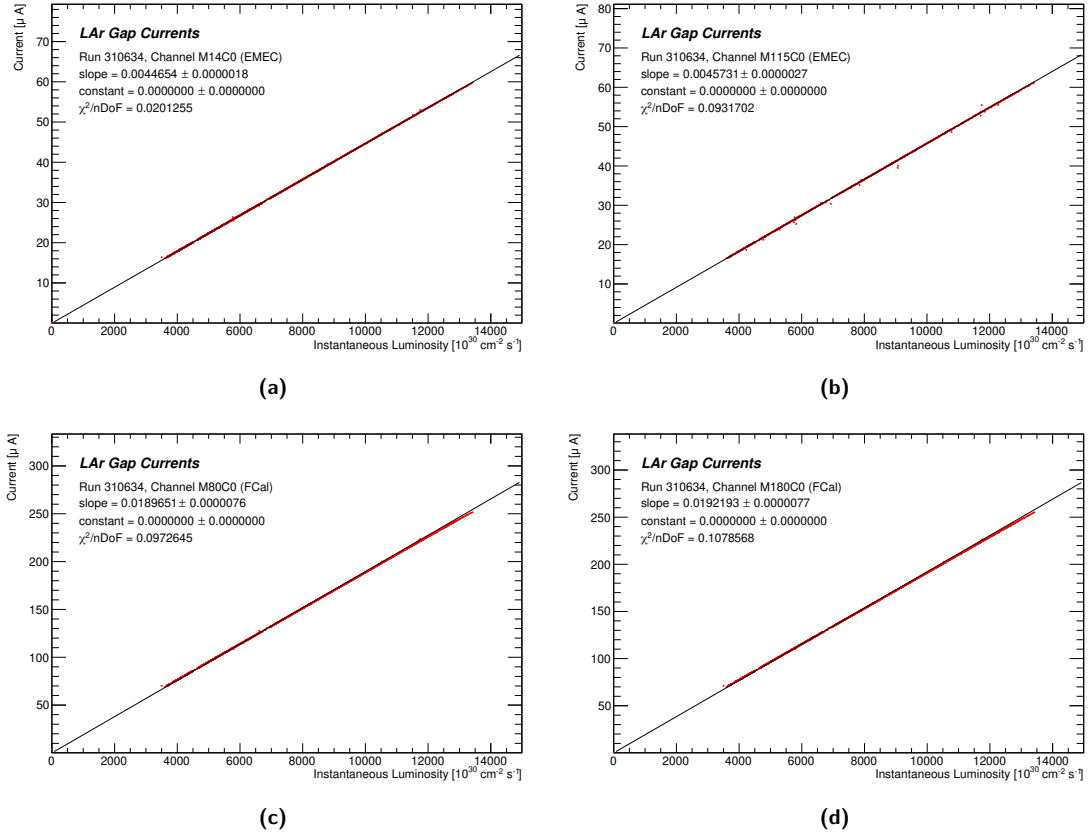 Current [μ A]
70
60
50
40
30
20
10
LAr Gap Currents
Run 310634, Channel M14C0 (EMEC)
slope = 0.0044654 ± 0.0000018
constant = 0.0000000 ± 0.0000000
χ²/nDoF = 0.0201255
0 2000 4000 6000 8000 10000 12000 14000
Instantaneous Luminosity [10³⁰ cm⁻² s⁻¹]
(a)
Current [μ A]
80
70
60
50
40
30
20
10
LAr Gap Currents
Run 310634, Channel M115C0 (EMEC)
slope = 0.0045731 ± 0.0000027
constant = 0.0000000 ± 0.0000000
χ²/nDoF = 0.0931702
0 2000 4000 6000 8000 10000 12000 14000
Instantaneous Luminosity [10³⁰ cm⁻² s⁻¹]
(b)
Current [μ A]
300
250
200
150
100
50
LAr Gap Currents
Run 310634, Channel M80C0 (FCal)
slope = 0.0189651 ± 0.0000076
constant = 0.0000000 ± 0.0000000
χ²/nDoF = 0.0972645
0 2000 4000 6000 8000 10000 12000 14000
Instantaneous Luminosity [10³⁰ cm⁻² s⁻¹]
(c)
Current [μ A]
300
250
200
150
100
50
LAr Gap Currents
Run 310634, Channel M180C0 (FCal)
slope = 0.0192193 ± 0.0000077
constant = 0.0000000 ± 0.0000000
χ²/nDoF = 0.1078568
0 2000 4000 6000 8000 10000 12000 14000
Instantaneous Luminosity [10³⁰ cm⁻² s⁻¹]
(d)